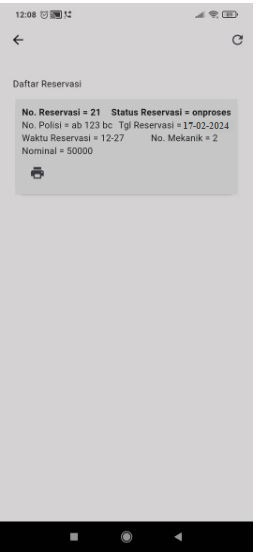 12:08
Daftar Reservasi
No. Reservasi = 21 Status Reservasi = onproses
No. Polisi = ab 123 bc Tgl Reservasi = 17-02-2024
Waktu Reservasi = 12-27 No. Mekanik = 2
Nominal = 50000